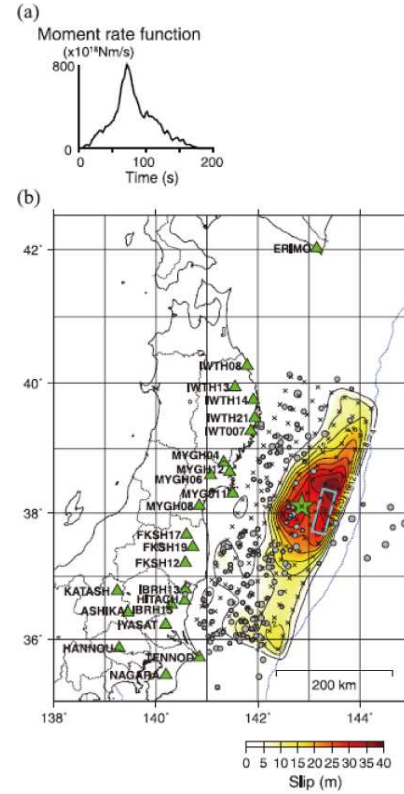 (a)
Moment rate function
(x10¹⁸Nm/s)
800
0
0 100 200
Time (s)
(b)
42˚
ERIMO
40˚
IWTH08
IWTH13
IWTH14
IWTH21
IWT007
MYGH04
MYGH12
MYGH06
MYG011
38˚
MYGH08
FKSH17
FKSH19
FKSH12
KATASH
IBRH13
HITACH
ASHIKA
IBRH15
IYASAT
36˚
HANNOU
TENNOD
NAGARA
200 km
138˚ 140˚ 142˚ 144˚
0 5 10 15 20 25 30 35 40
Slip (m)